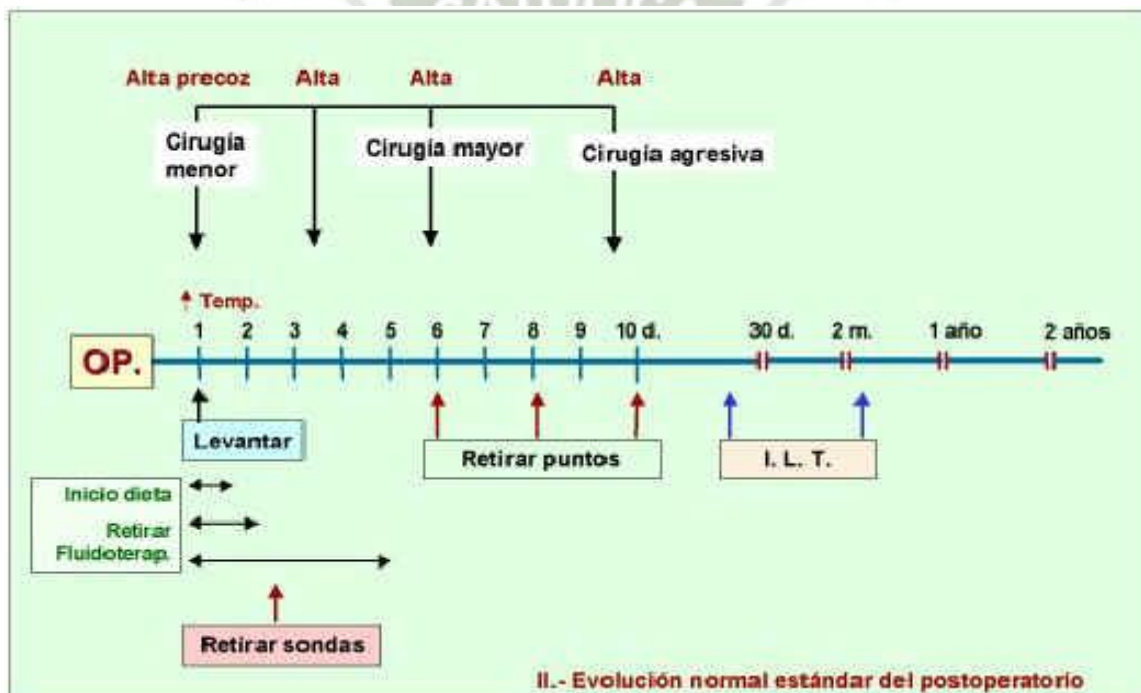 Alta precoz Alta Alta Alta
Cirugía
menor
Cirugía mayor
Cirugía agresiva
Temp.
1 2 3 4 5 6 7 8 9 10 d. 30 d. 2 m. 1 año 2 años
OP.
Levantar
Retirar puntos
I. L. T.
Inicio dieta
Retirar
Fluidoterap.
Retirar sondas
II.- Evolución normal estándar del postoperatorio